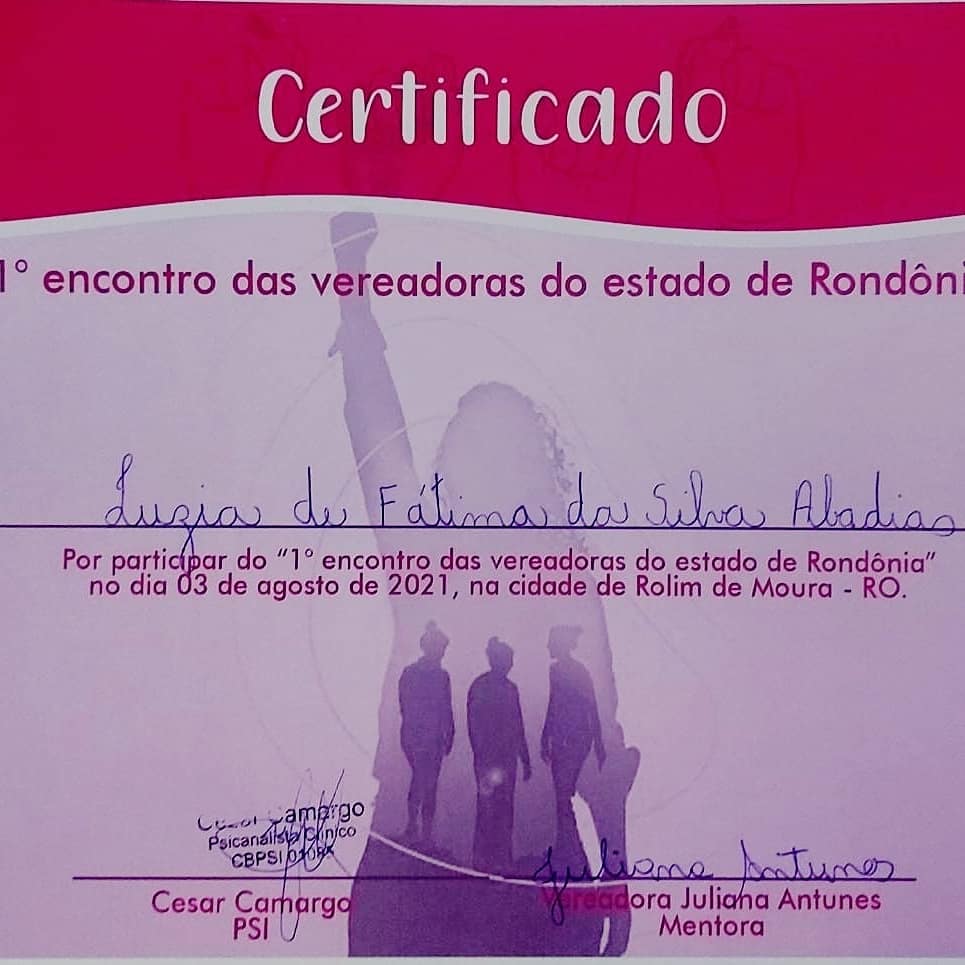 Certificado
1° encontro das vereadoras do estado de Rondôni
Luzia de Fátima da Silva Abadias
Por participar do "1° encontro das vereadoras do estado de Rondônia"
no dia 03 de agosto de 2021, na cidade de Rolim de Moura - RO.
Camargo
Psicanalista Clínico
CBPSI
Juliana Antunes
Cesar Camargo
PSI
Vereadora Juliana Antunes
Mentora